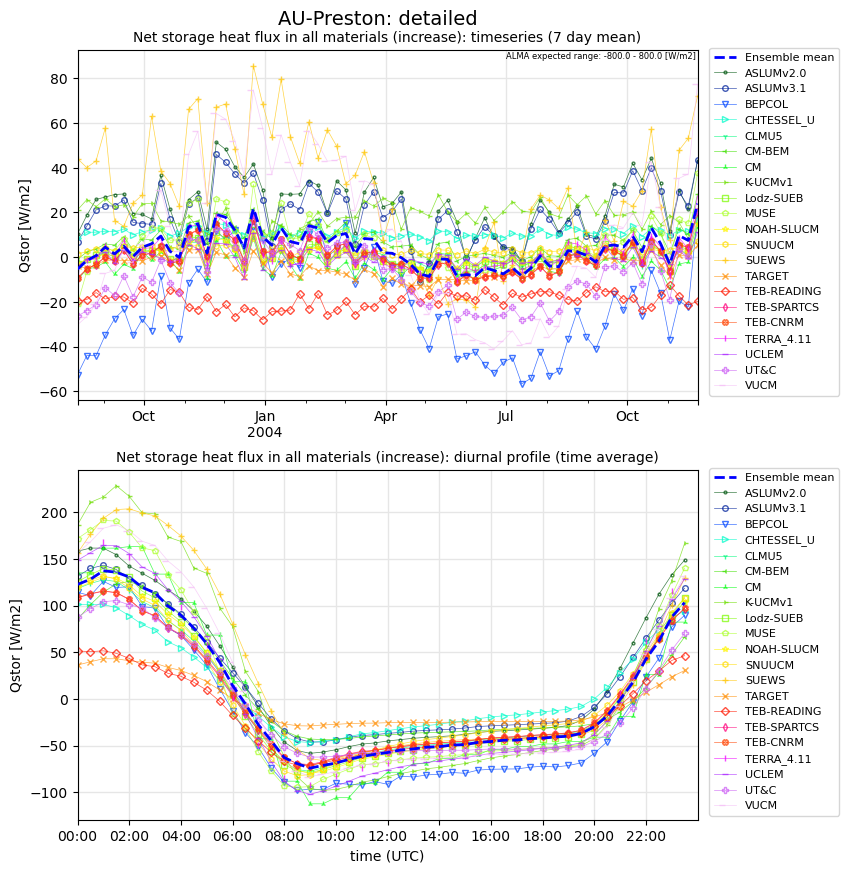 AU-Preston: detailed
Net storage heat flux in all materials (increase): timeseries (7 day mean)
ALMA expected range: -800.0 - 800.0 [W/m2]
Qstor [W/m2]
80
60
40
20
0
−20
−40
−60
Oct
Jan
2004
Apr
Jul
Oct
Ensemble mean
ASLUMv2.0
ASLUMv3.1
BEPCOL
CHTESSEL_U
CLMU5
CM-BEM
CM
K-UCMv1
Lodz-SUEB
MUSE
NOAH-SLUCM
SNUUCM
SUEWS
TARGET
TEB-READING
TEB-SPARTCS
TEB-CNRM
TERRA_4.11
UCLEM
UT&C
VUCM
Net storage heat flux in all materials (increase): diurnal profile (time average)
Qstor [W/m2]
200
150
100
50
0
−50
−100
00:00
02:00
04:00
06:00
08:00
10:00
12:00
14:00
16:00
18:00
20:00
22:00
time (UTC)
Ensemble mean
ASLUMv2.0
ASLUMv3.1
BEPCOL
CHTESSEL_U
CLMU5
CM-BEM
CM
K-UCMv1
Lodz-SUEB
MUSE
NOAH-SLUCM
SNUUCM
SUEWS
TARGET
TEB-READING
TEB-SPARTCS
TEB-CNRM
TERRA_4.11
UCLEM
UT&C
VUCM